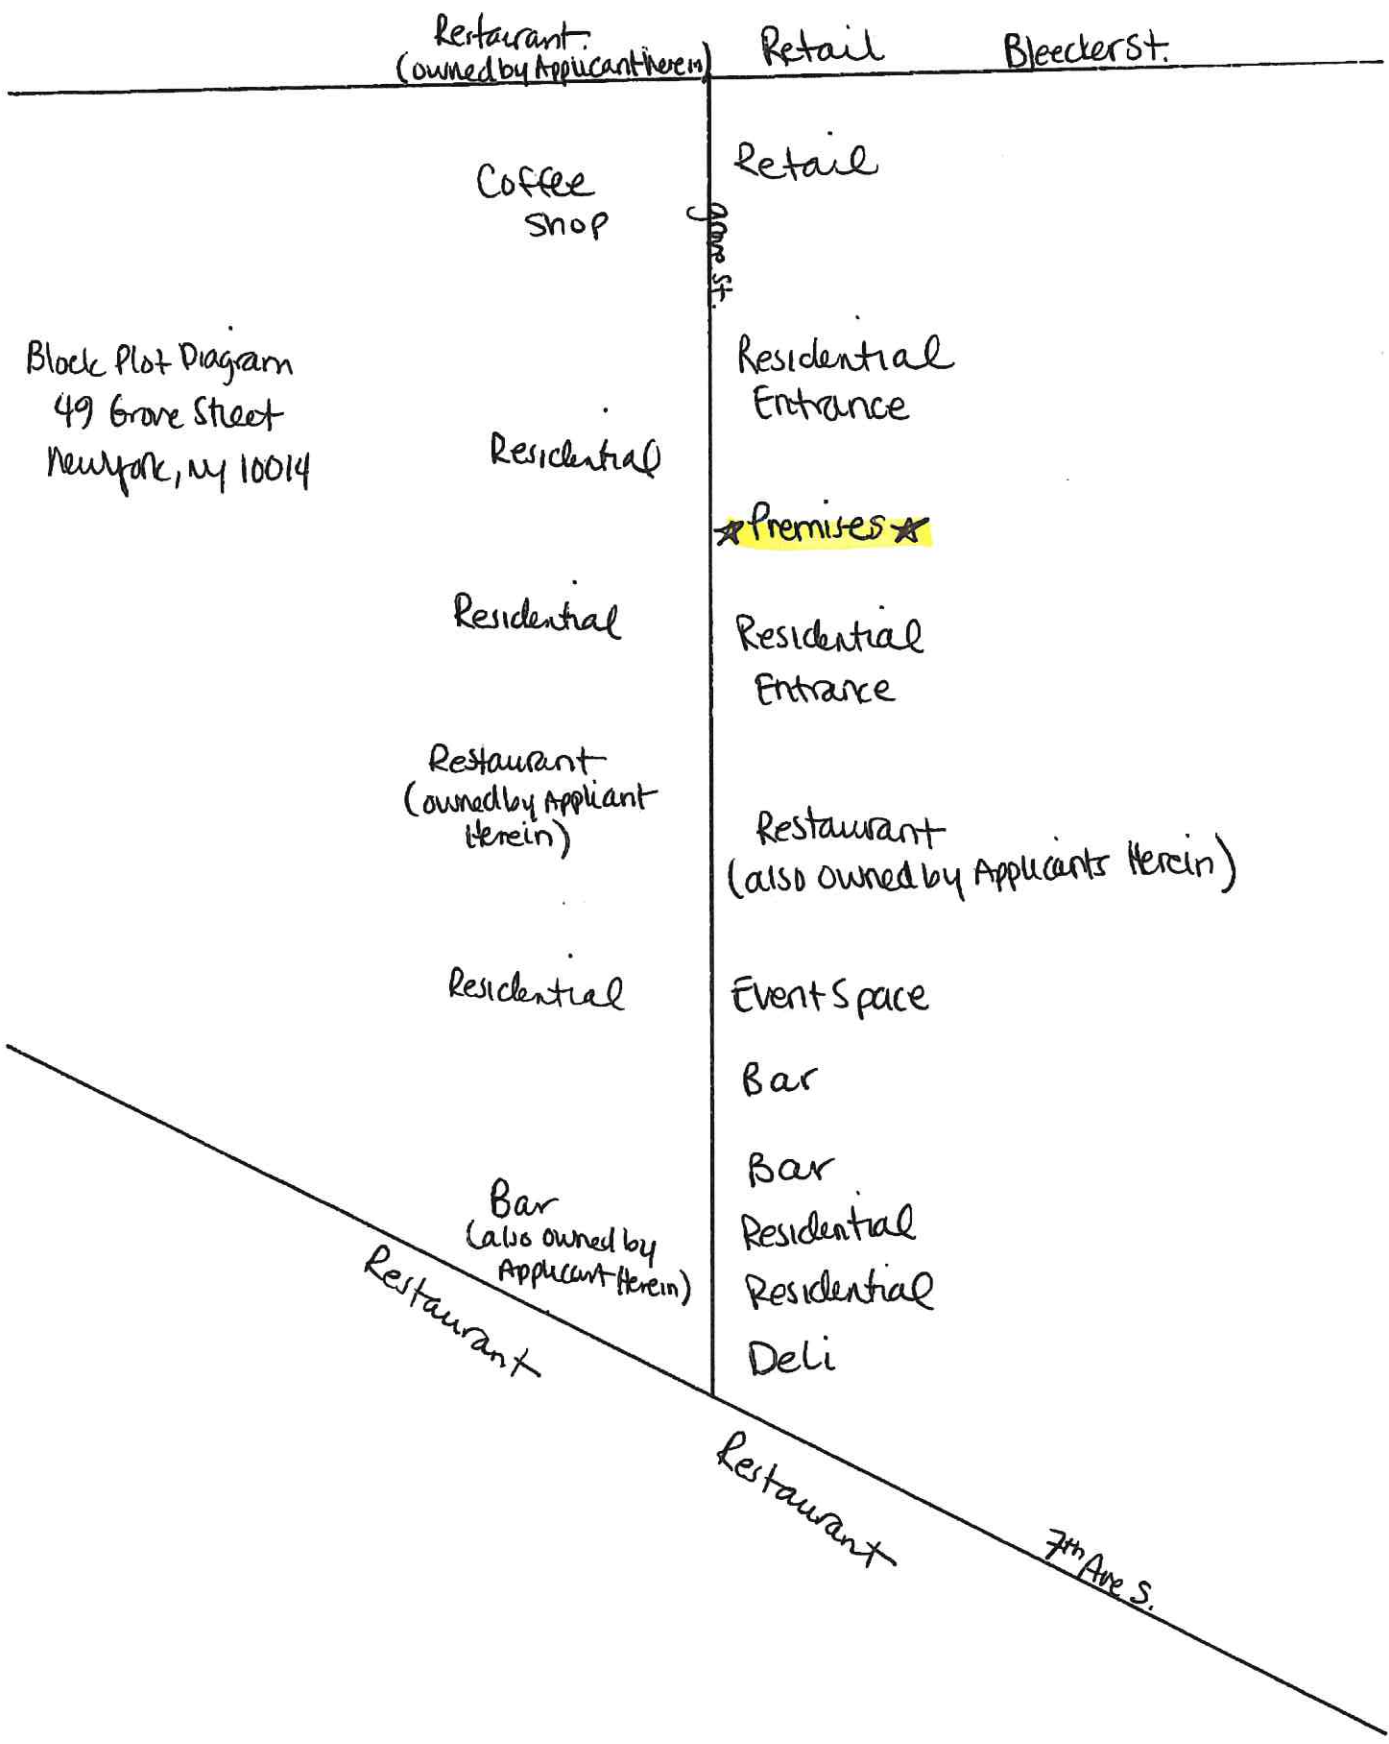 Restaurant
(owned by Applicant herein)
Retail
Bleecker St.
Coffee
Shop
Retail
Grove St.
Block Plot Diagram
49 Grove Street
New York, NY 10014
Residential
Entrance
Residential
★Premises★
Residential
Residential
Entrance
Restaurant
(owned by Appliant
Herein)
Restaurant
(also owned by Applicants Herein)
Residential
Event Space
Bar
Bar
Bar
(also owned by
Applicant Herein)
Residential
Residential
Deli
Restaurant
Restaurant
7th Ave S.